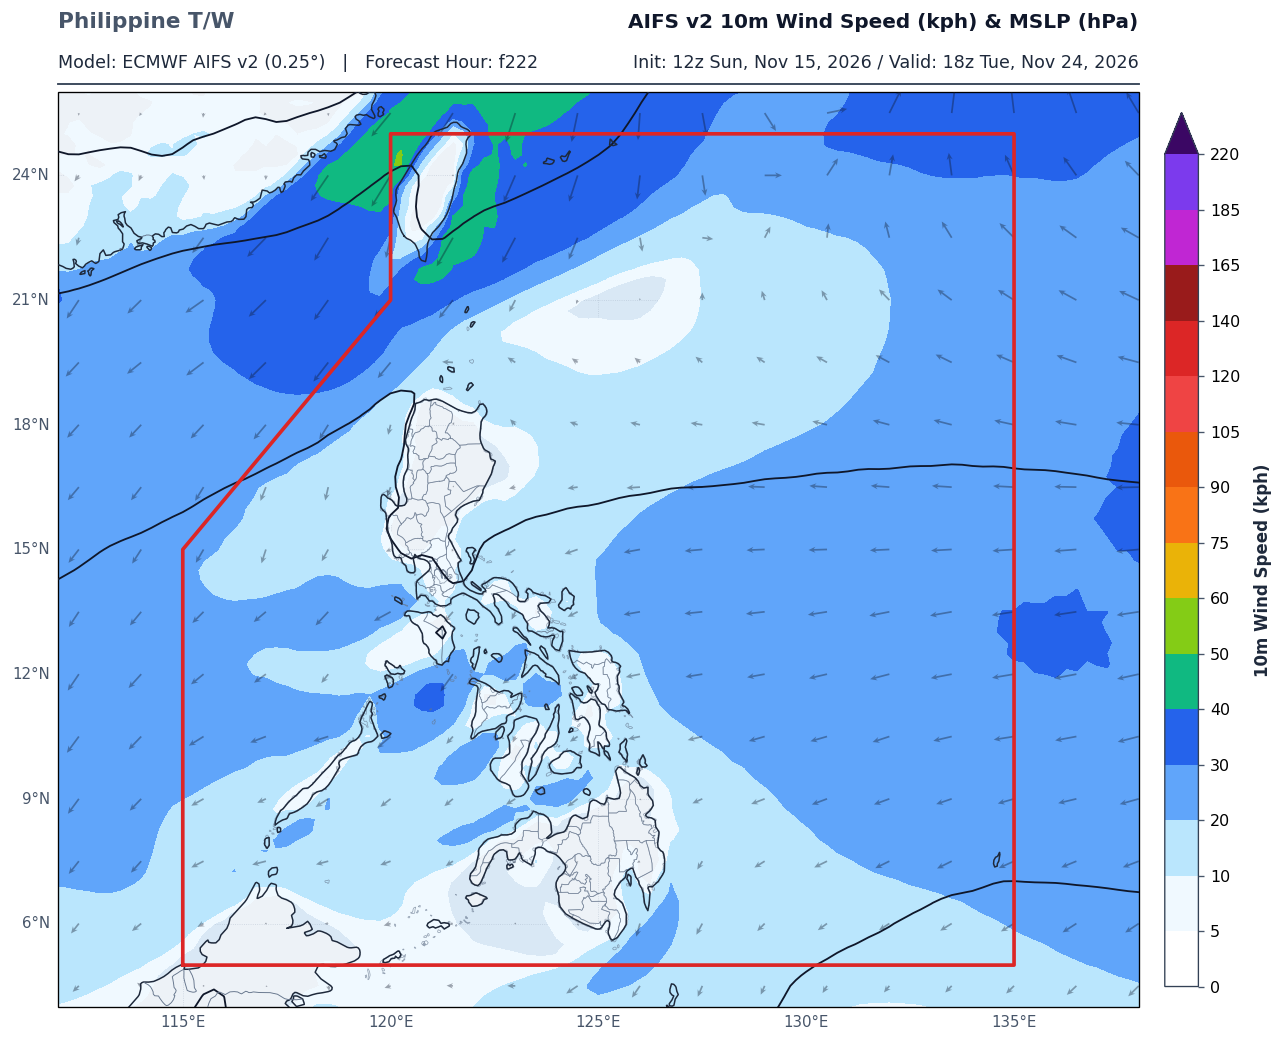 Philippine T/W
AIFS v2 10m Wind Speed (kph) & MSLP (hPa)
Model: ECMWF AIFS v2 (0.25°)   |   Forecast Hour: f222
Init: 12z Sun, Nov 15, 2026 / Valid: 18z Tue, Nov 24, 2026
24°N
21°N
18°N
15°N
12°N
9°N
6°N
115°E
120°E
125°E
130°E
135°E
220
185
165
140
120
105
90
75
60
50
40
30
20
10
5
0
10m Wind Speed (kph)